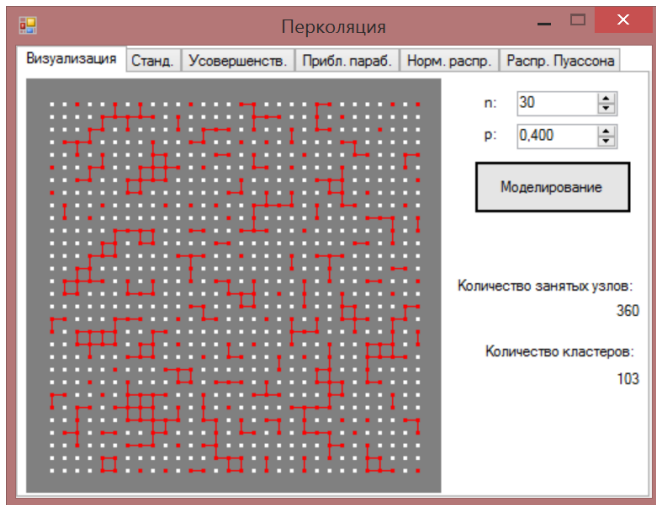 Перколяция
Визуализация Станд. Усовершенств. Прибл. параб. Норм. распр. Распр. Пуассона
n: 30
p: 0,400
Моделирование
Количество занятых узлов:
360
Количество кластеров:
103